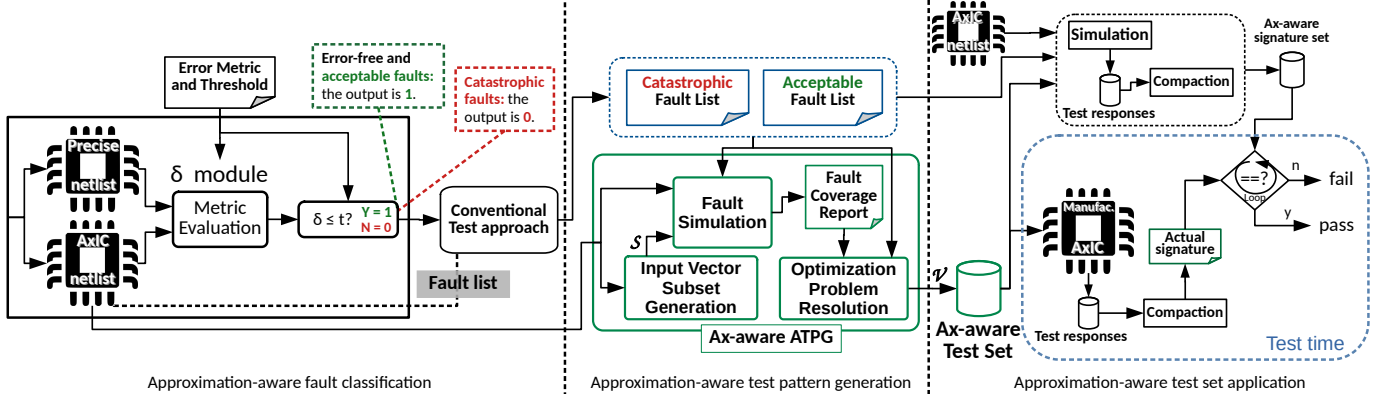 Error Metric
and Threshold
Error-free and
acceptable faults:
the output is 1.
Catastrophic
faults: the
output is 0.
Precise
netlist
AxIC
netlist
δ module
Metric
Evaluation
δ ≤ t?
Y = 1
N = 0
Conventional
Test approach
Fault list
Approximation-aware fault classification
Catastrophic
Fault List
Acceptable
Fault List
Fault
Simulation
Fault
Coverage
Report
S
Input Vector
Subset
Generation
Optimization
Problem
Resolution
Ax-aware ATPG
V
Ax-aware
Test Set
Approximation-aware test pattern generation
AxIC
netlist
Simulation
Test responses
Compaction
Ax-aware
signature set
==?
Loop
n
fail
y
pass
Manufac.
AxIC
Actual
signature
Test responses
Compaction
Test time
Approximation-aware test set application